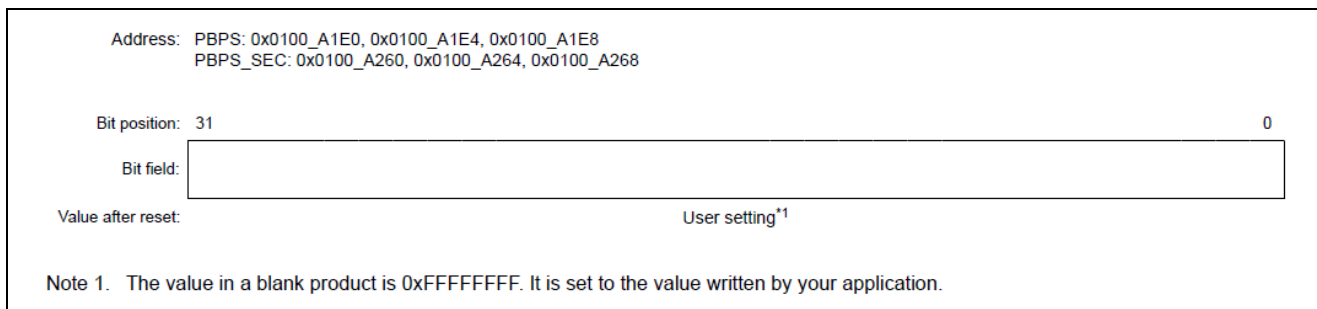 Address: PBPS: 0x0100_A1E0, 0x0100_A1E4, 0x0100_A1E8
PBPS_SEC: 0x0100_A260, 0x0100_A264, 0x0100_A268
Bit position: 31 0
Bit field:
Value after reset: User setting*1
Note 1. The value in a blank product is 0xFFFFFFFF. It is set to the value written by your application.